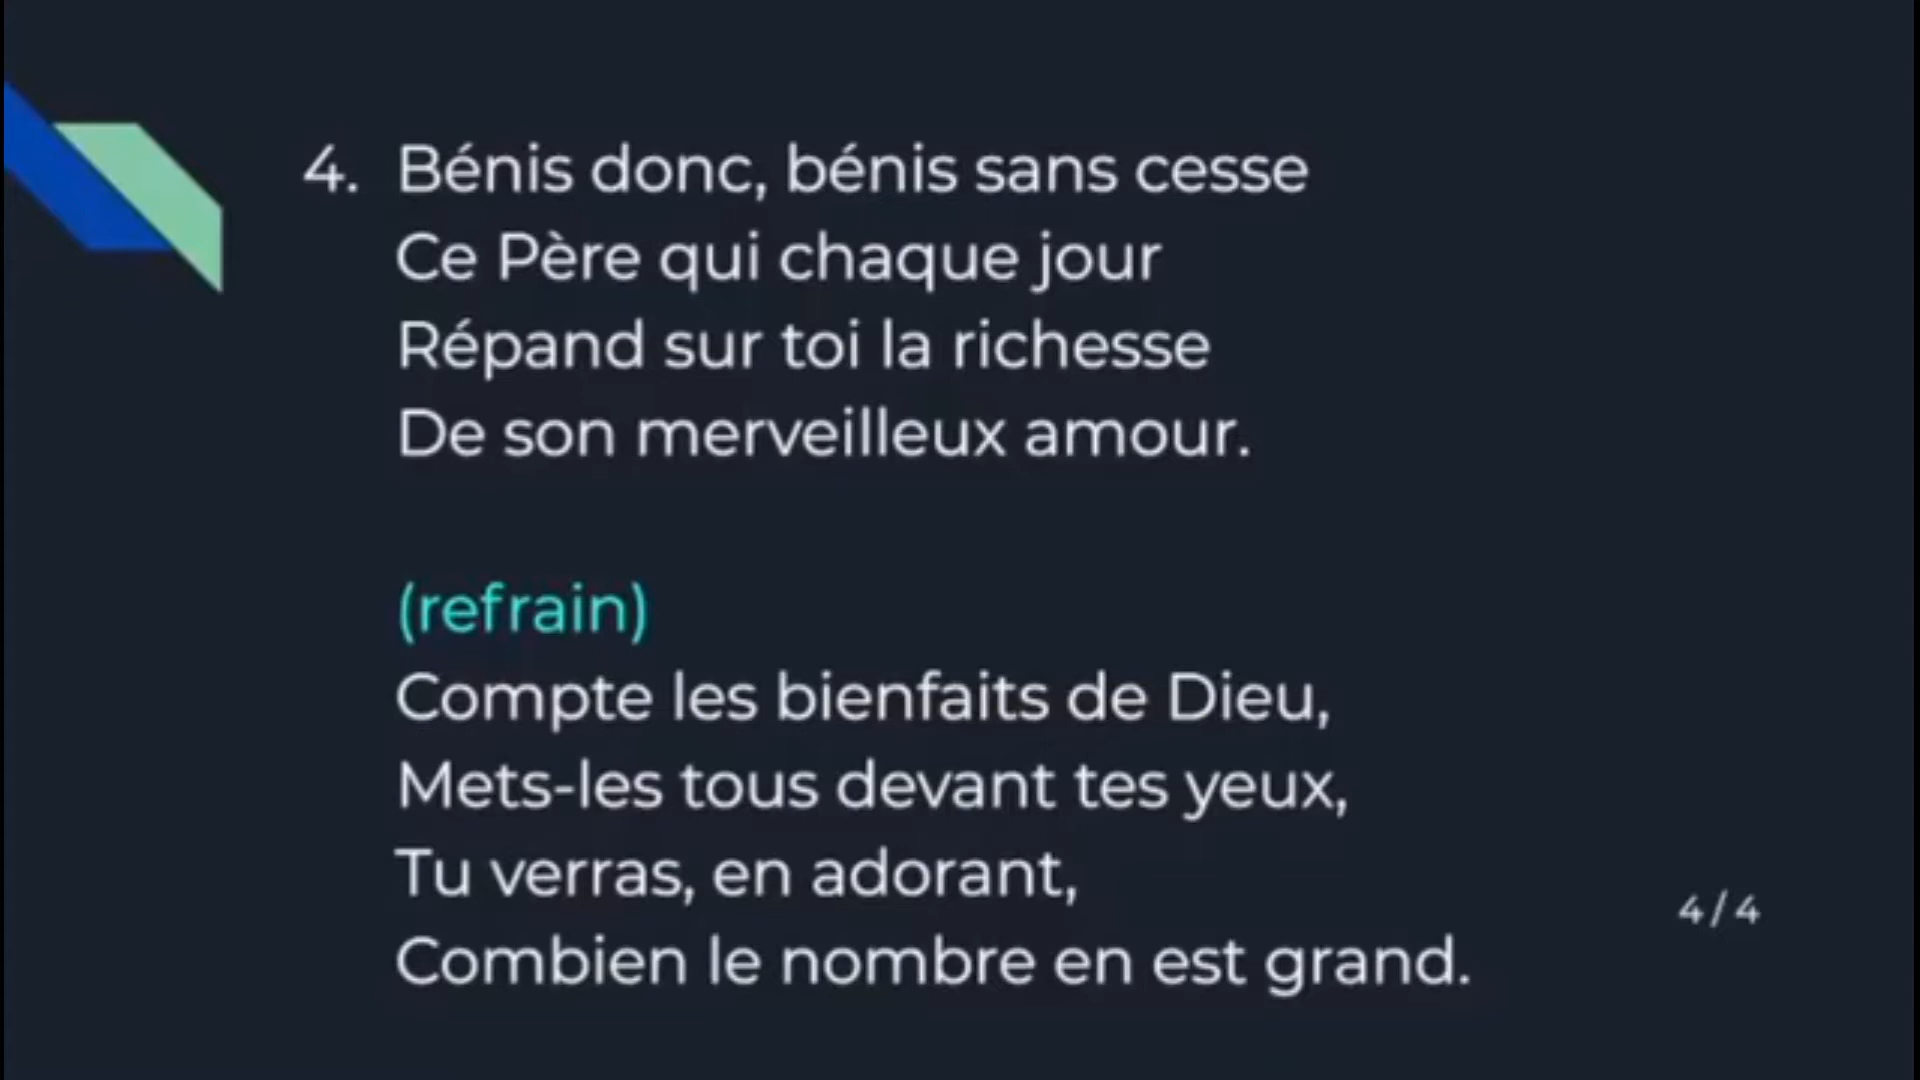 4. Bénis donc, bénis sans cesse
Ce Père qui chaque jour
Répand sur toi la richesse
De son merveilleux amour.
(refrain)
Compte les bienfaits de Dieu,
Mets-les tous devant tes yeux,
Tu verras, en adorant,
Combien le nombre en est grand.
4 / 4